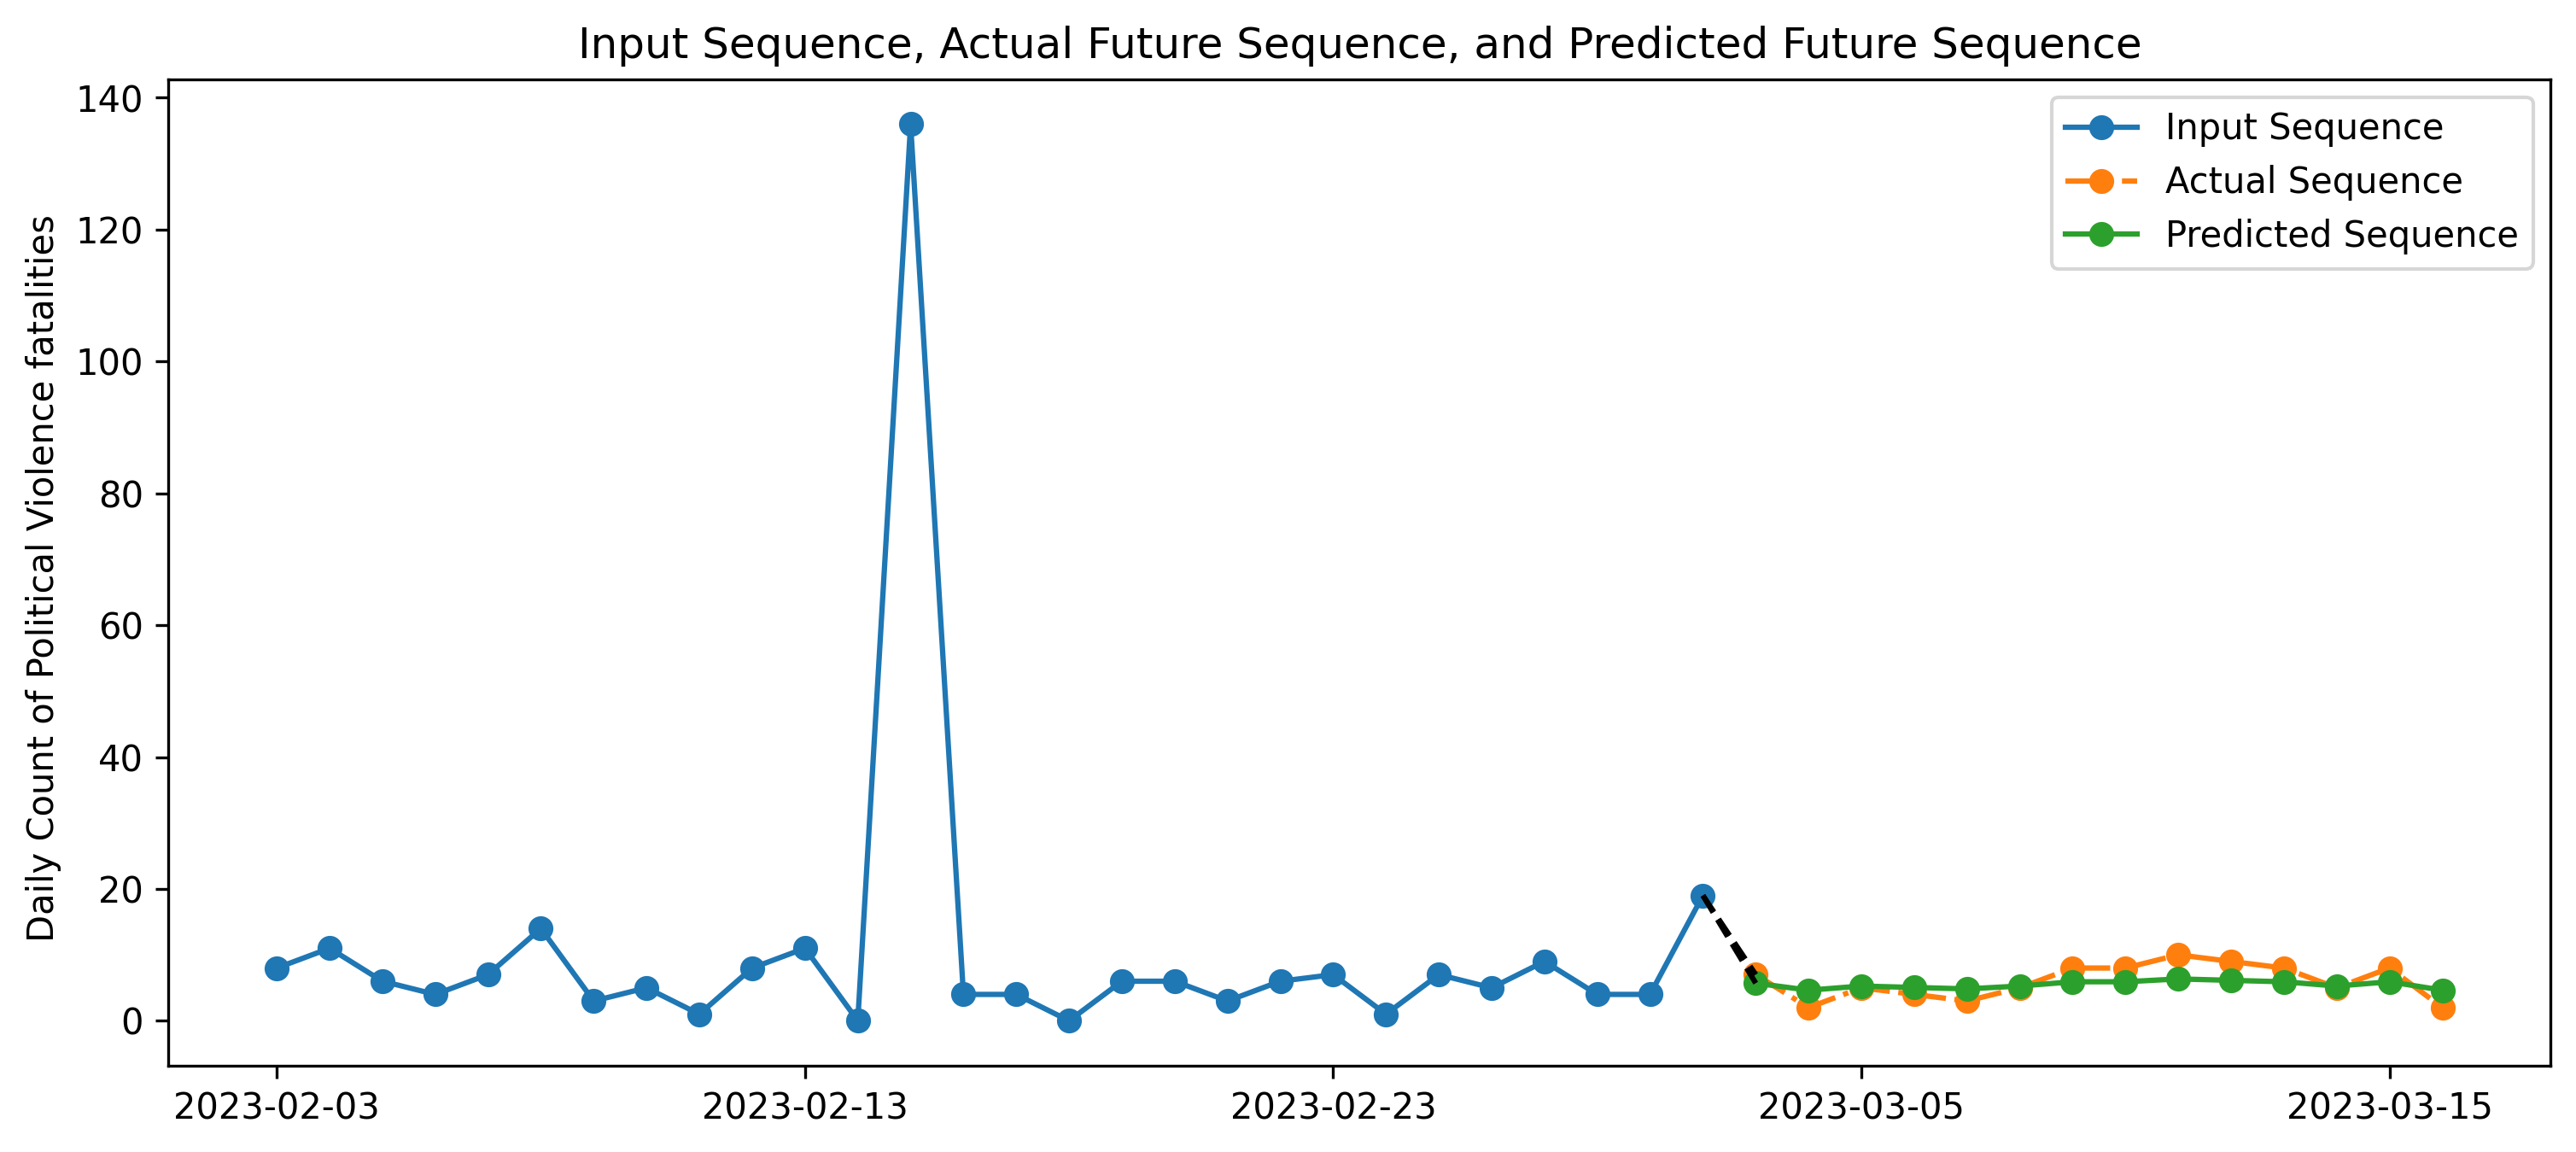 Input Sequence, Actual Future Sequence, and Predicted Future Sequence
Daily Count of Political Violence fatalities
140
120
100
80
60
40
20
0
Input Sequence
Actual Sequence
Predicted Sequence
2023-02-03
2023-02-13
2023-02-23
2023-03-05
2023-03-15